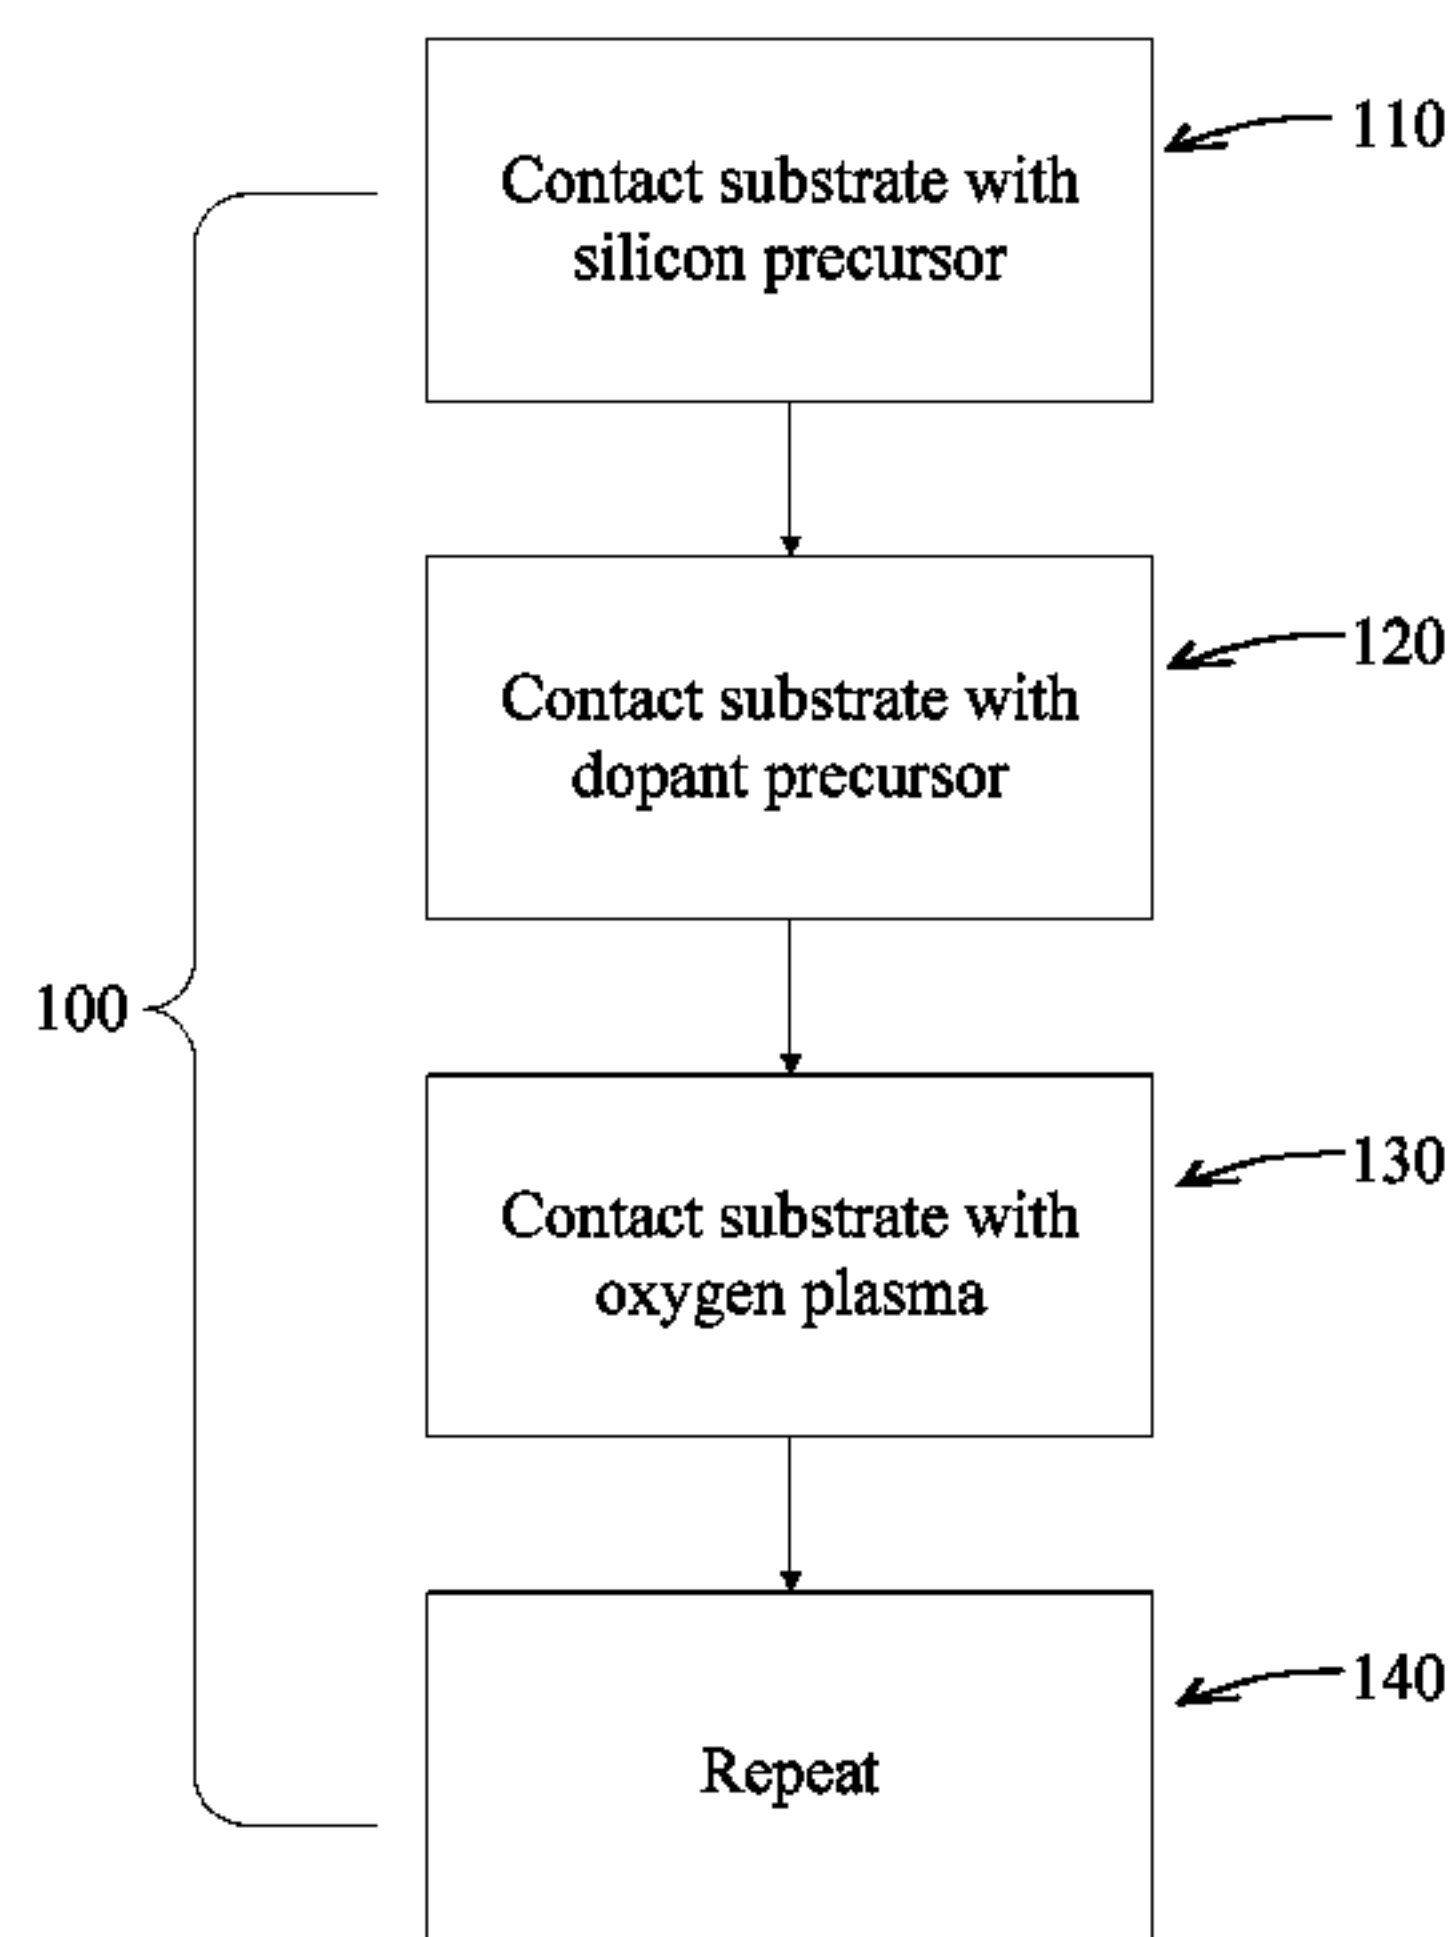 110
Contact substrate with
silicon precursor
120
Contact substrate with
dopant precursor
100
130
Contact substrate with
oxygen plasma
140
Repeat